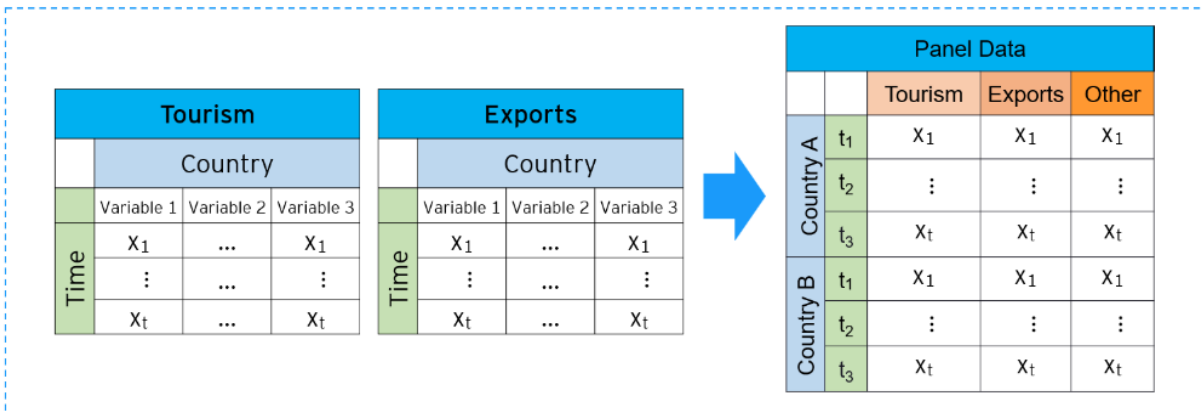 Tourism
Country
Variable 1 Variable 2 Variable 3
Time
X₁ ... X₁
⋮ ... ⋮
Xₜ ... Xₜ
Exports
Country
Variable 1 Variable 2 Variable 3
Time
X₁ ... X₁
⋮ ... ⋮
Xₜ ... Xₜ
Panel Data
Tourism Exports Other
Country A
t₁ X₁ X₁ X₁
t₂ ⋮ ⋮ ⋮
t₃ Xₜ Xₜ Xₜ
Country B
t₁ X₁ X₁ X₁
t₂ ⋮ ⋮ ⋮
t₃ Xₜ Xₜ Xₜ